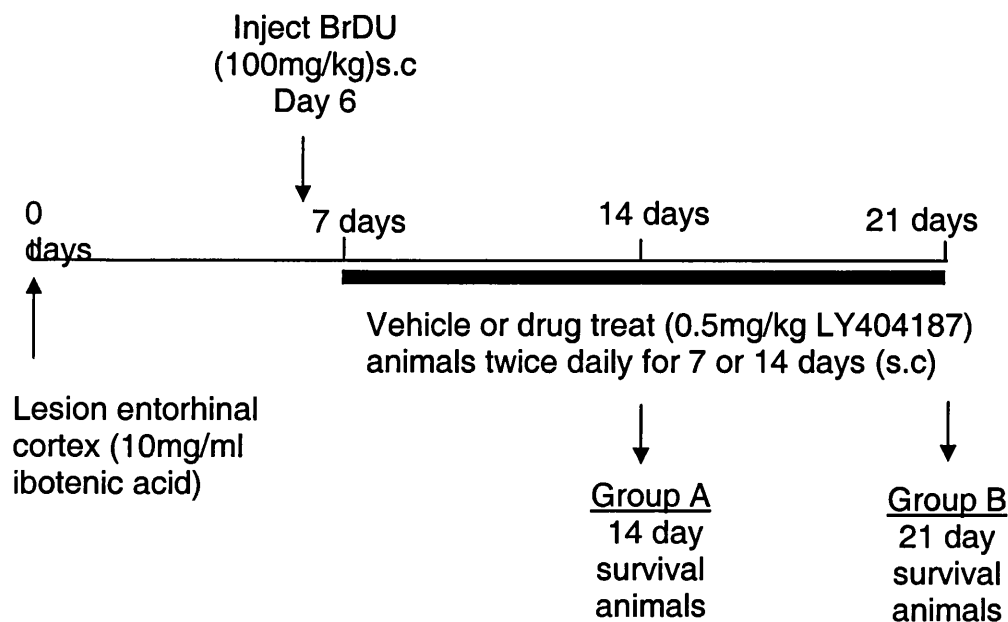 Inject BrDU
(100mg/kg)s.c
Day 6
0
days
7 days
14 days
21 days
Vehicle or drug treat (0.5mg/kg LY404187)
animals twice daily for 7 or 14 days (s.c)
Lesion entorhinal
cortex (10mg/ml
ibotenic acid)
Group A
14 day
survival
animals
Group B
21 day
survival
animals